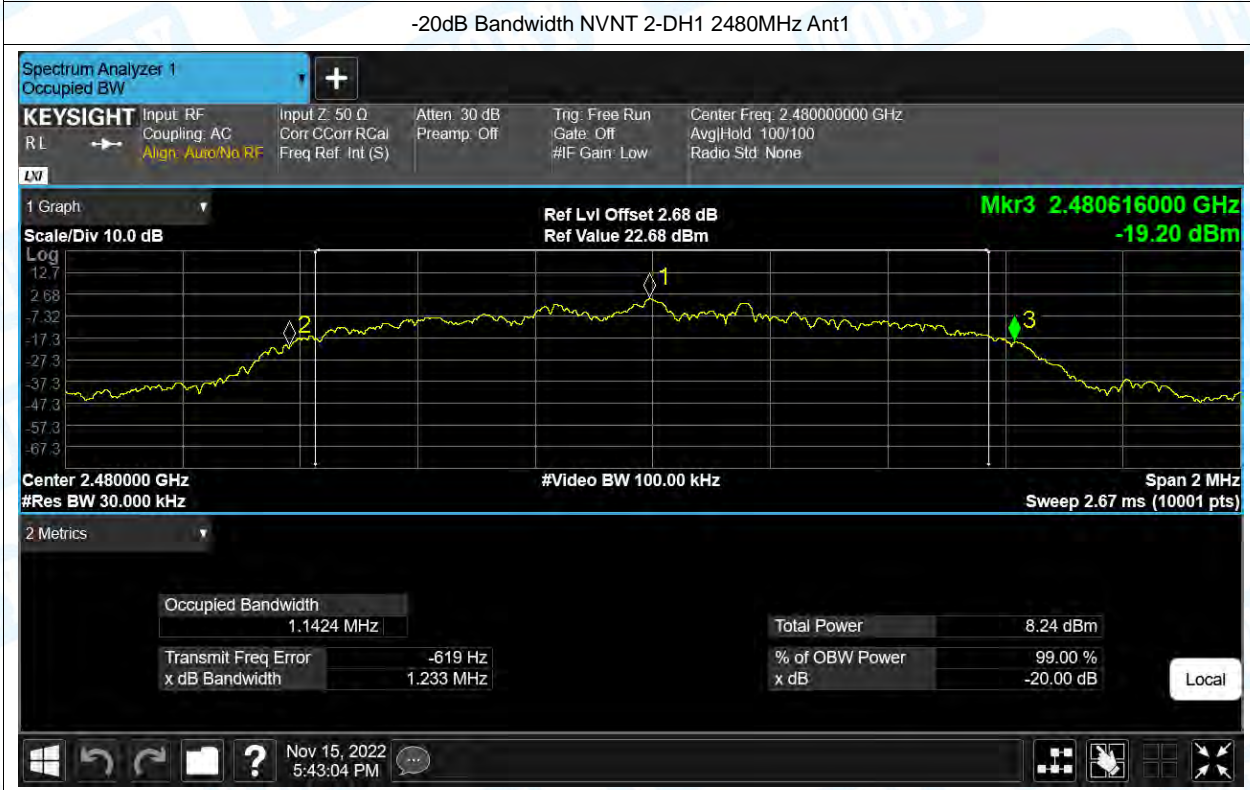 -20dB Bandwidth NVNT 2-DH1 2480MHz Ant1
Spectrum Analyzer 1
Occupied BW
KEYSIGHT
R L
LXI
Input: RF
Coupling: AC
Align: Auto/No RF
Input Z: 50 Ω
Corr CCorr RCal
Freq Ref: Int (S)
Atten: 30 dB
Preamp: Off
Trig: Free Run
Gate: Off
#IF Gain: Low
Center Freq: 2.480000000 GHz
Avg|Hold: 100/100
Radio Std: None
1 Graph
Scale/Div 10.0 dB
Ref Lvl Offset 2.68 dB
Ref Value 22.68 dBm
Mkr3 2.480616000 GHz
-19.20 dBm
Log
12.7
2.68
-7.32
-17.3
-27.3
-37.3
-47.3
-57.3
-67.3
1
2
3
Center 2.480000 GHz
#Video BW 100.00 kHz
Span 2 MHz
#Res BW 30.000 kHz
Sweep 2.67 ms (10001 pts)
2 Metrics
Occupied Bandwidth
1.1424 MHz
Total Power 8.24 dBm
Transmit Freq Error -619 Hz
% of OBW Power 99.00 %
x dB Bandwidth 1.233 MHz
x dB -20.00 dB
Local
Nov 15, 2022
5:43:04 PM